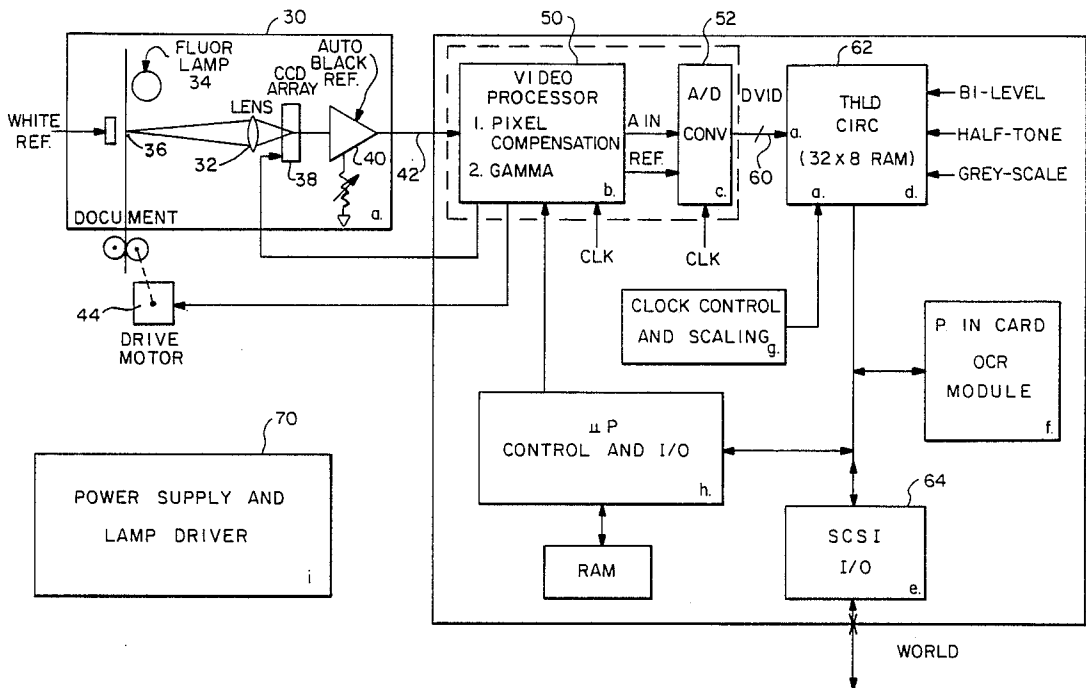 30
50
52
62
FLUOR
LAMP
34
AUTO
BLACK
REF.
CCD
ARRAY
LENS
WHITE
REF.
36
32
38
40
42
a.
DOCUMENT
44
DRIVE
MOTOR
VIDEO
PROCESSOR
1. PIXEL
COMPENSATION
2. GAMMA
b.
A IN
REF.
A/D
CONV
c.
DVID
60
CLK
CLK
THLD
CIRC
(32 x 8 RAM)
a.
a.
d.
BI-LEVEL
HALF-TONE
GREY-SCALE
CLOCK CONTROL
AND SCALING
g.
P. IN CARD
OCR
MODULE
f.
μP
CONTROL AND I/O
h.
RAM
64
SCSI
I/O
e.
WORLD
70
POWER SUPPLY AND
LAMP DRIVER
i